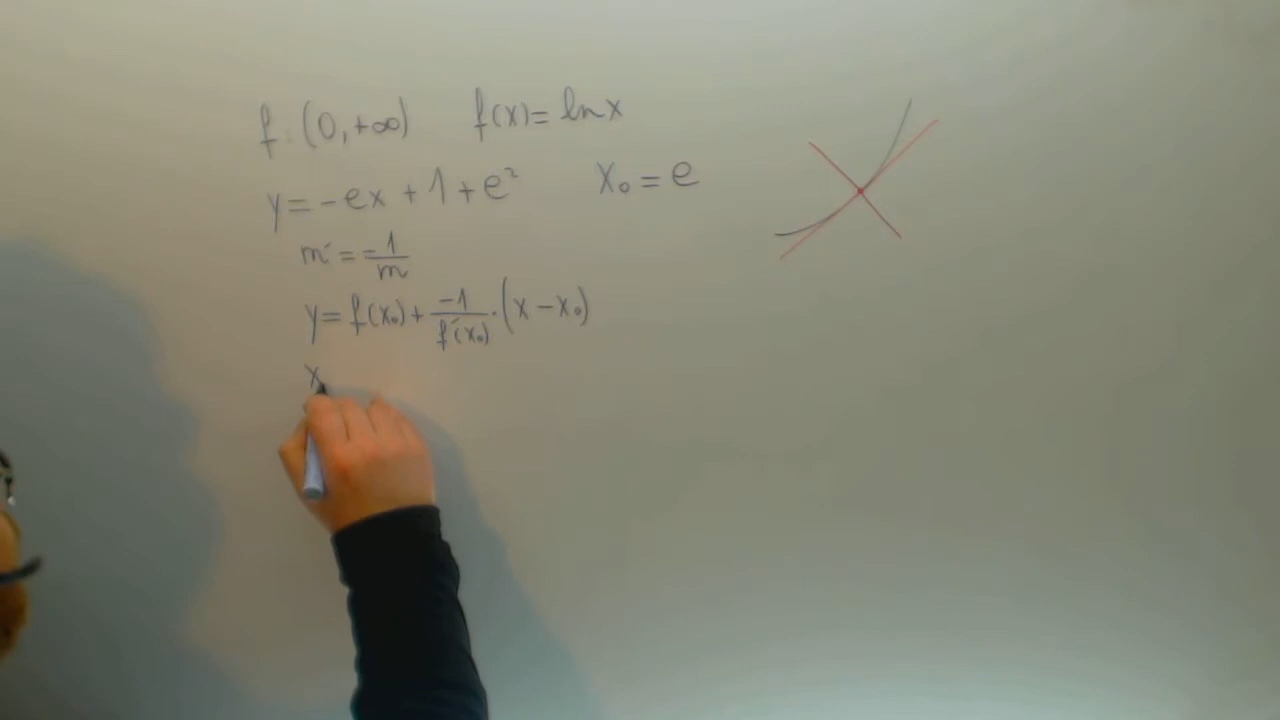 f: (0,+∞) f(x)= ln x
y= -ex + 1 + e² x₀ = e
m´ = -1/m
y= f(x₀) + -1/f´(x₀) · (x - x₀)
x